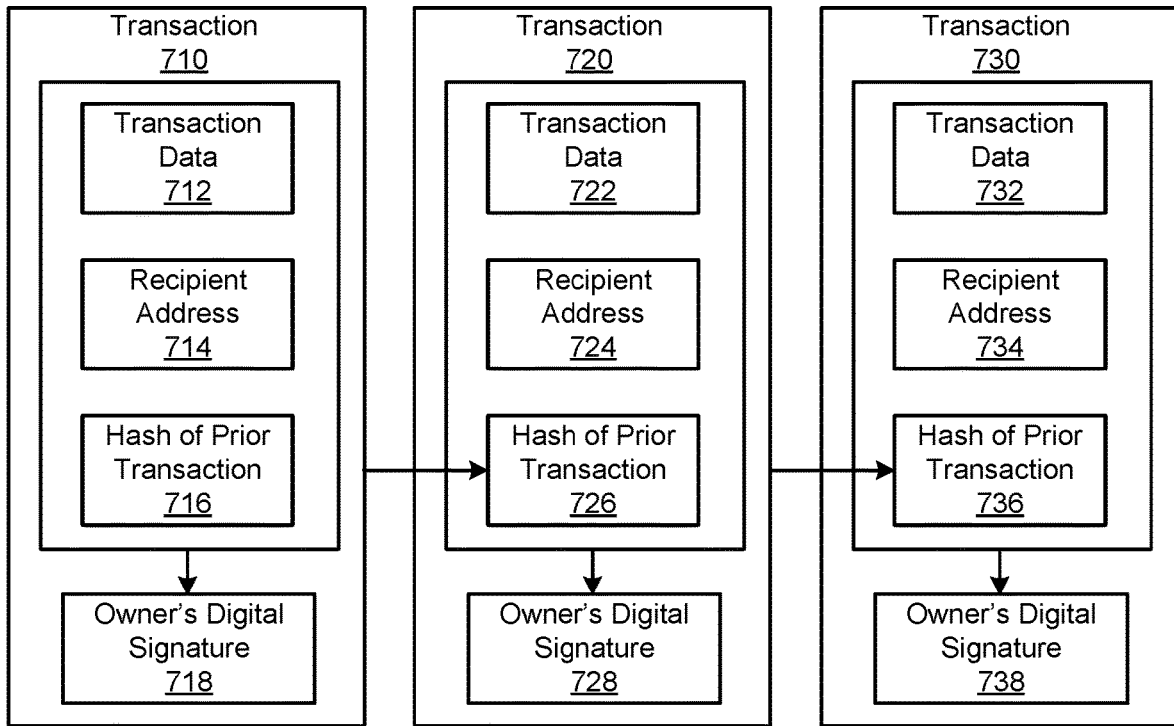 Transaction
710
Transaction
Data
712
Recipient
Address
714
Hash of Prior
Transaction
716
Owner's Digital
Signature
718
Transaction
720
Transaction
Data
722
Recipient
Address
724
Hash of Prior
Transaction
726
Owner's Digital
Signature
728
Transaction
730
Transaction
Data
732
Recipient
Address
734
Hash of Prior
Transaction
736
Owner's Digital
Signature
738